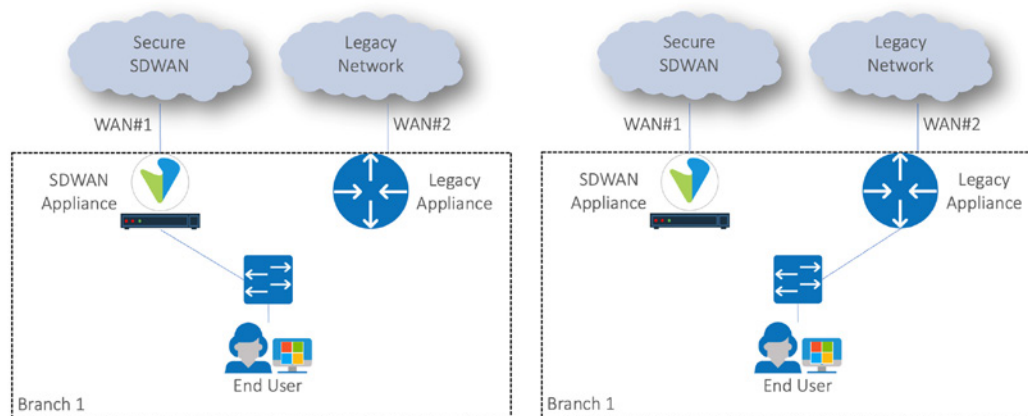 Secure
SDWAN
Legacy
Network
WAN#1
WAN#2
SDWAN
Appliance
Legacy
Appliance
End User
Branch 1
Secure
SDWAN
Legacy
Network
WAN#1
WAN#2
SDWAN
Appliance
Legacy
Appliance
End User
Branch 1